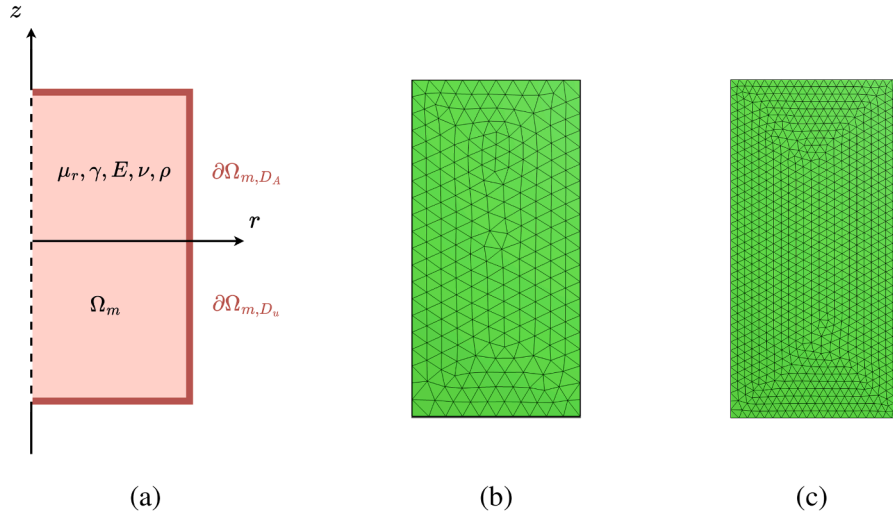 z
μ_r, γ, E, ν, ρ
∂Ω_{m,D_A}
r
Ω_m
∂Ω_{m,D_u}
(a)
(b)
(c)